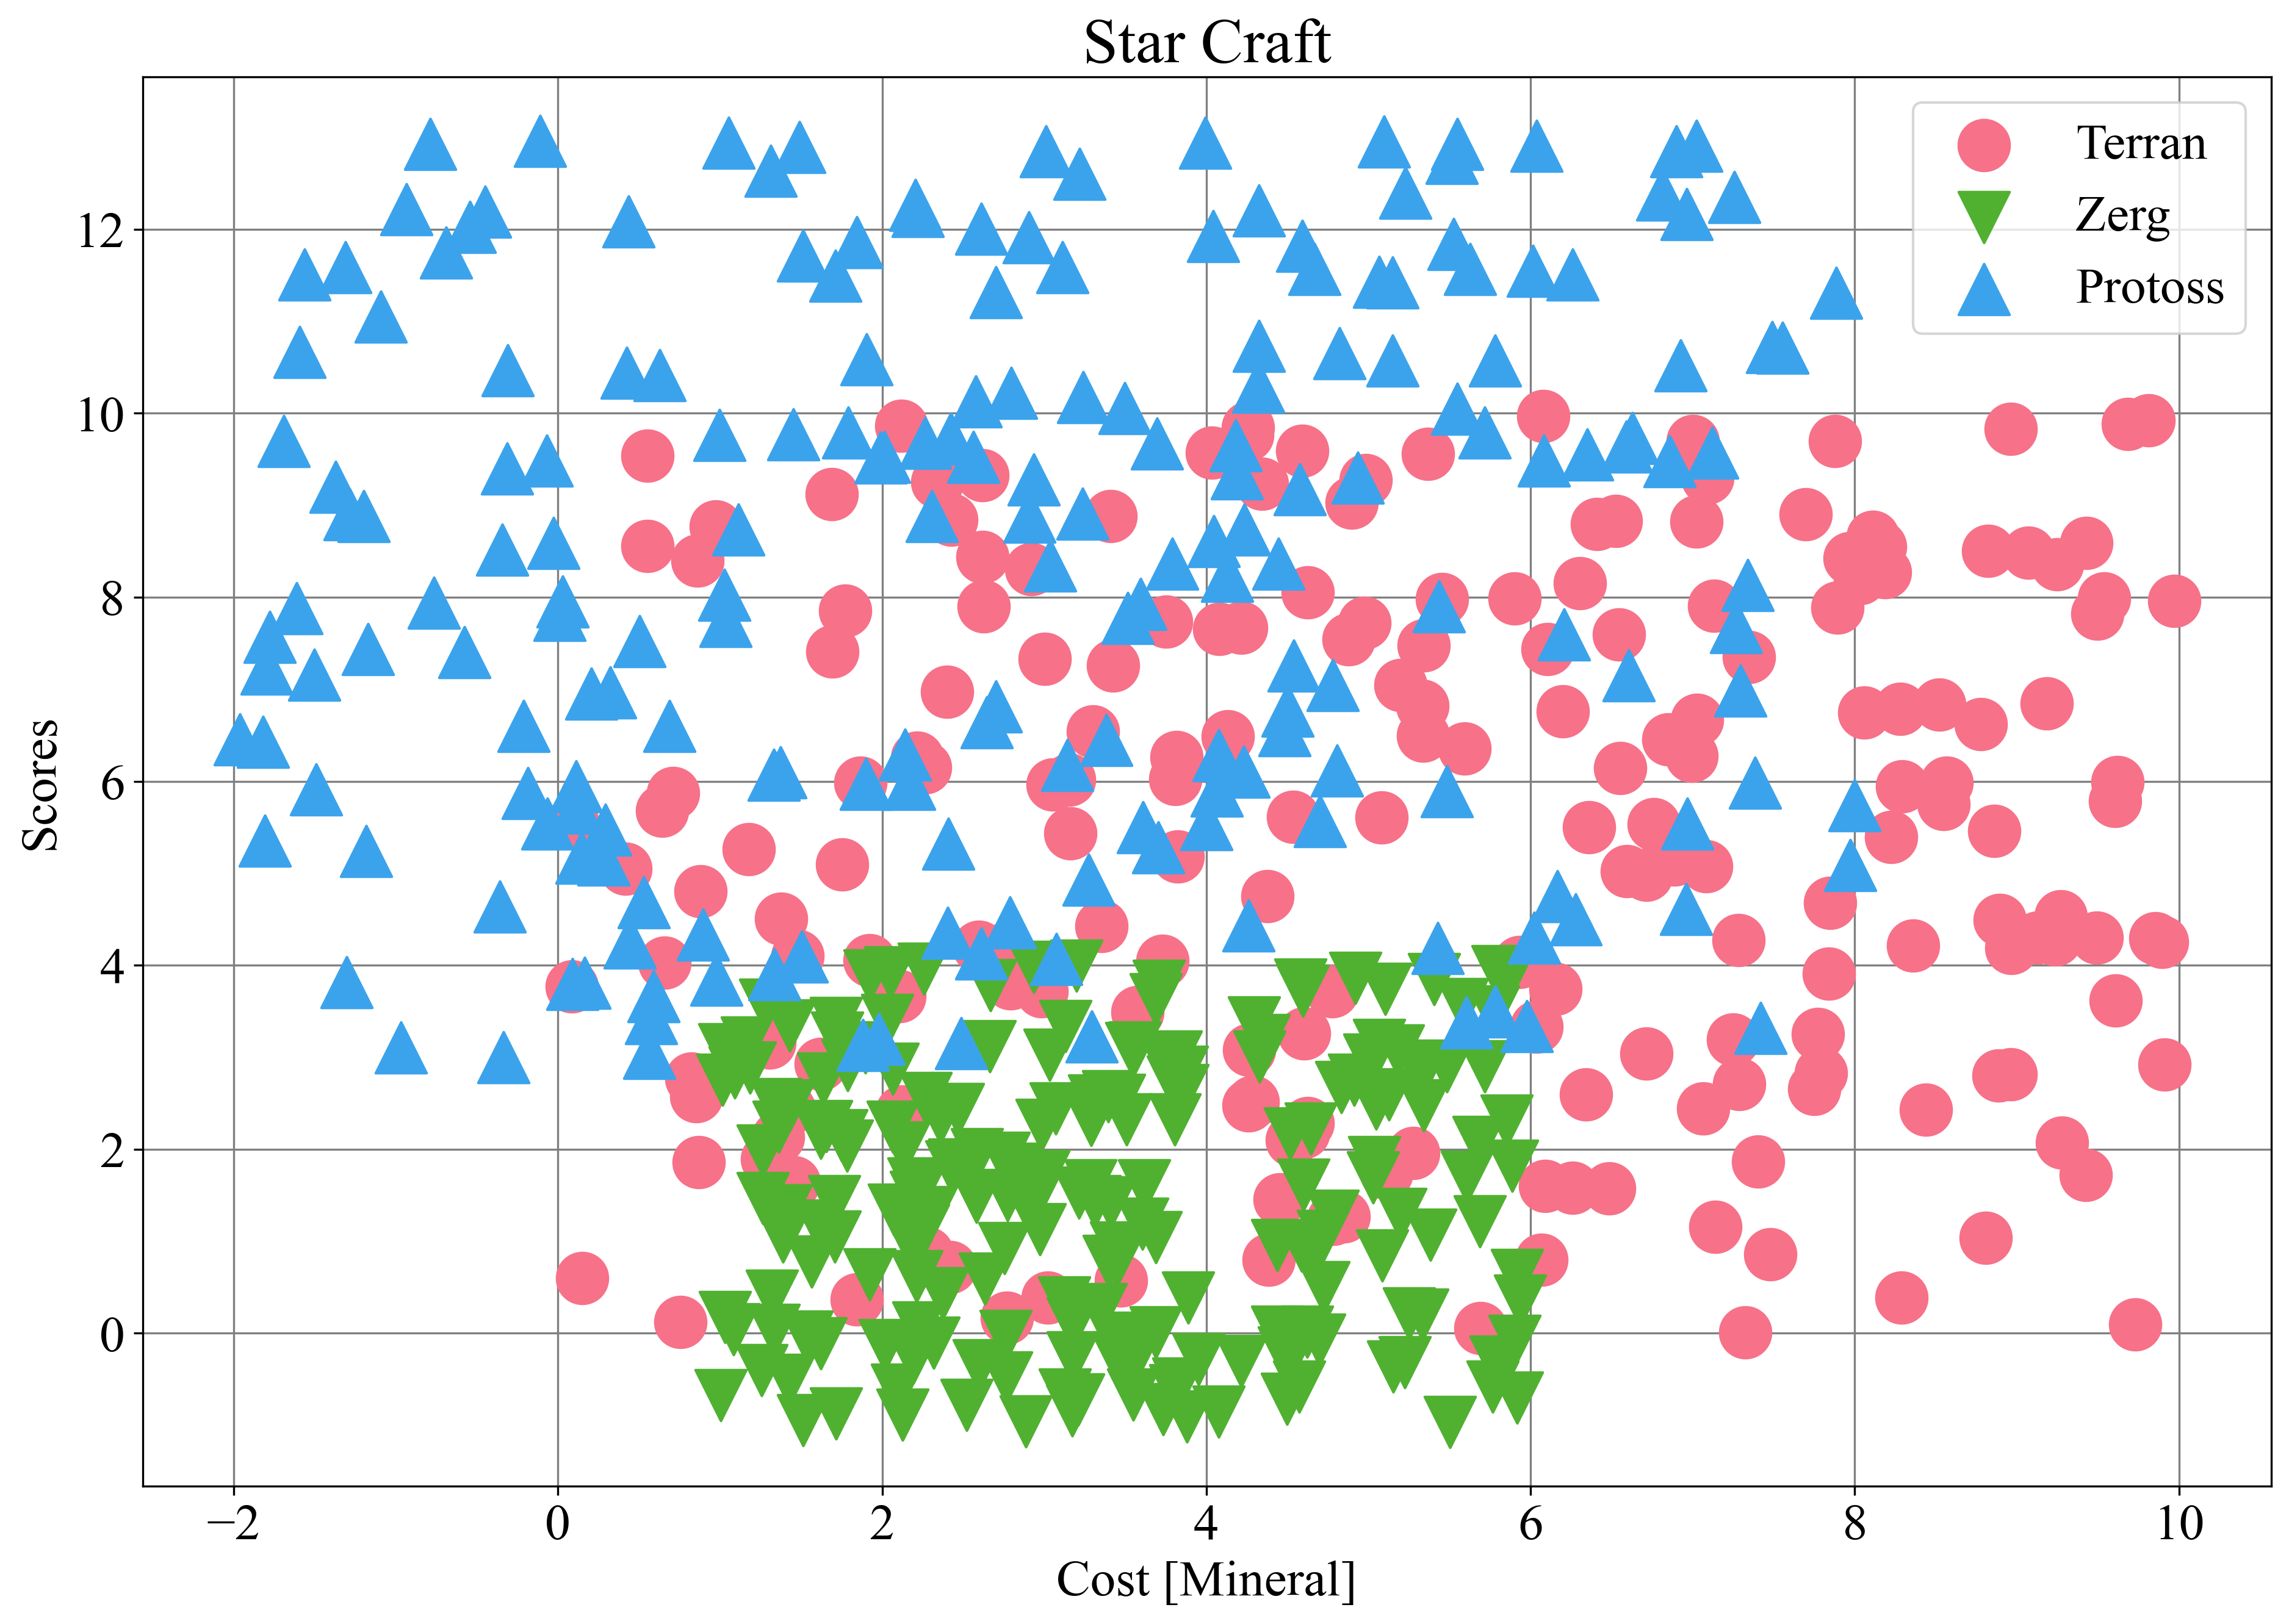 Star Craft
Terran
Zerg
Protoss
12
10
8
6
4
2
0
Scores
−2 0 2 4 6 8 10
Cost [Mineral]